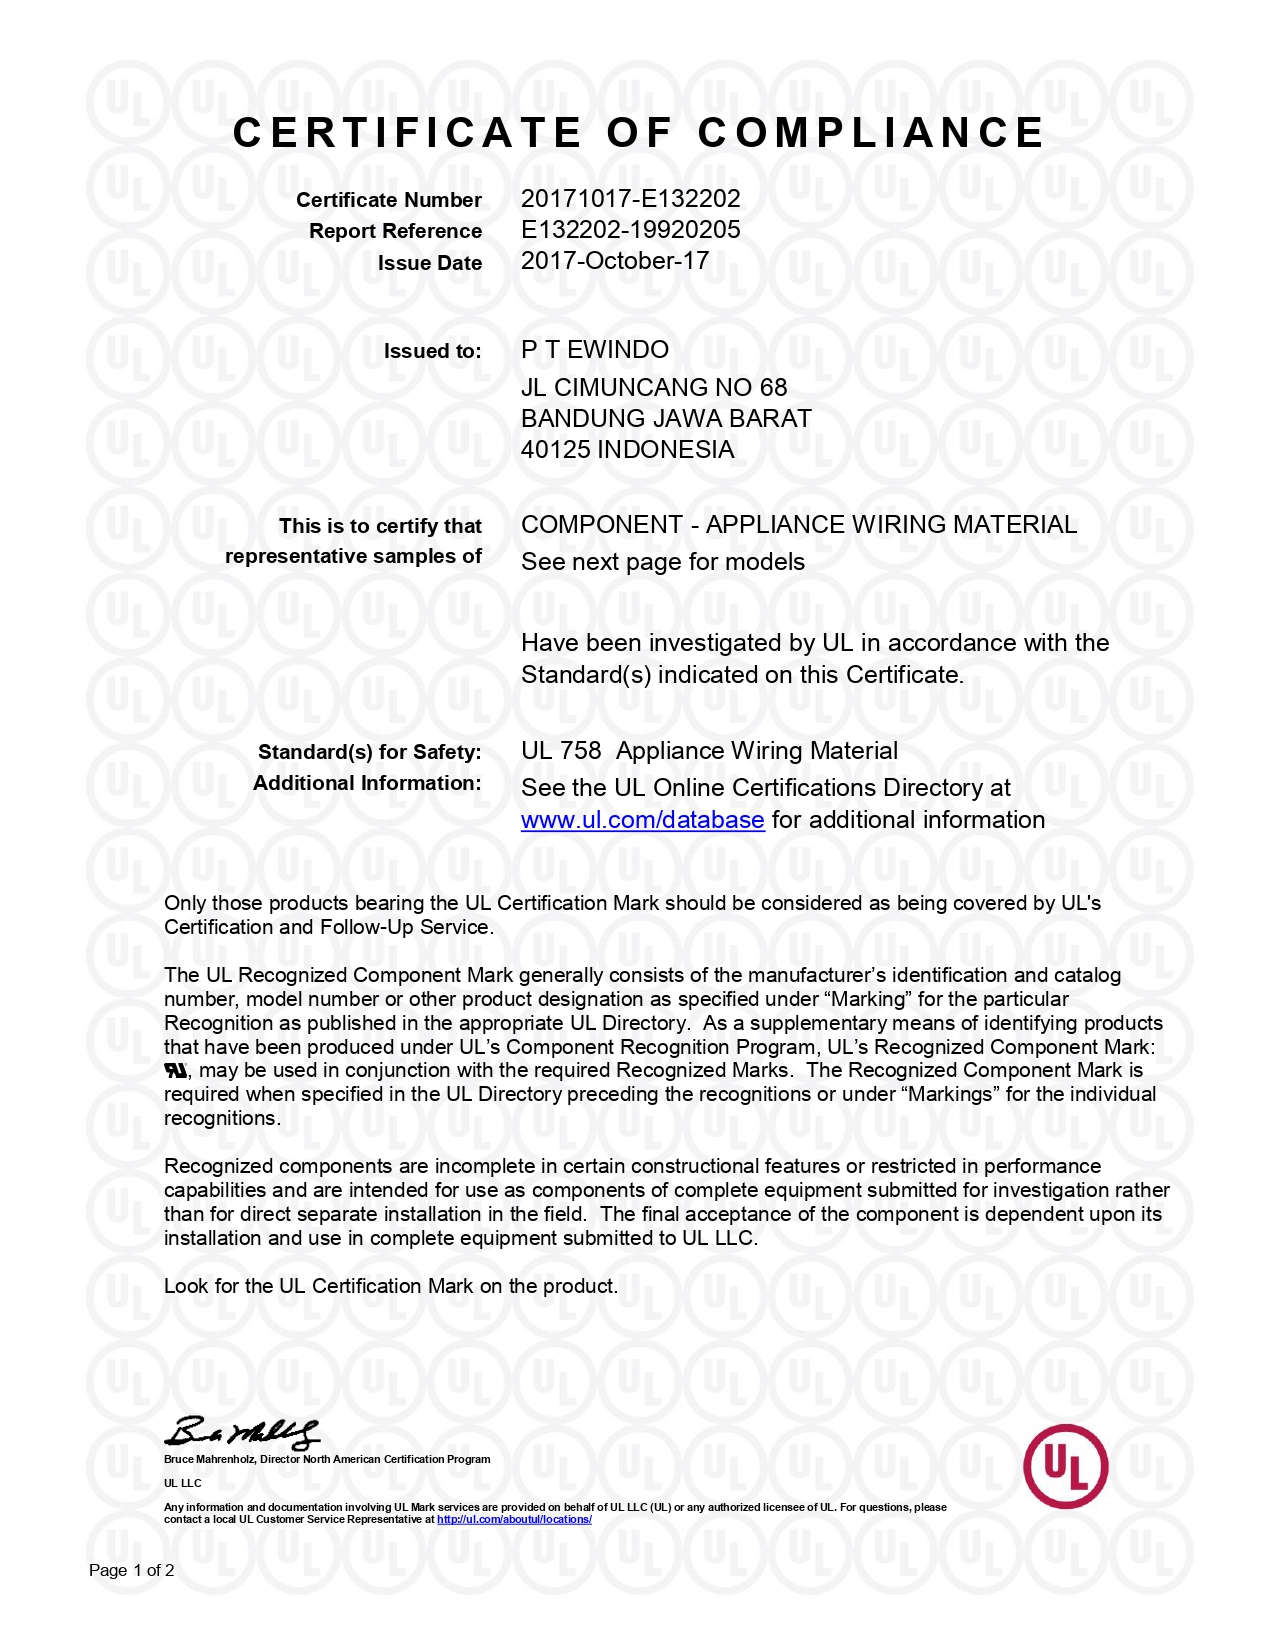 CERTIFICATE OF COMPLIANCE
Certificate Number 20171017-E132202
Report Reference E132202-19920205
Issue Date 2017-October-17
Issued to: P T EWINDO
JL CIMUNCANG NO 68
BANDUNG JAWA BARAT
40125 INDONESIA
This is to certify that COMPONENT - APPLIANCE WIRING MATERIAL
representative samples of See next page for models
Have been investigated by UL in accordance with the
Standard(s) indicated on this Certificate.
Standard(s) for Safety: UL 758  Appliance Wiring Material
Additional Information: See the UL Online Certifications Directory at
www.ul.com/database for additional information
Only those products bearing the UL Certification Mark should be considered as being covered by UL's
Certification and Follow-Up Service.
The UL Recognized Component Mark generally consists of the manufacturer’s identification and catalog
number, model number or other product designation as specified under “Marking” for the particular
Recognition as published in the appropriate UL Directory.  As a supplementary means of identifying products
that have been produced under UL’s Component Recognition Program, UL’s Recognized Component Mark:
, may be used in conjunction with the required Recognized Marks.  The Recognized Component Mark is
required when specified in the UL Directory preceding the recognitions or under “Markings” for the individual
recognitions.
Recognized components are incomplete in certain constructional features or restricted in performance
capabilities and are intended for use as components of complete equipment submitted for investigation rather
than for direct separate installation in the field.  The final acceptance of the component is dependent upon its
installation and use in complete equipment submitted to UL LLC.
Look for the UL Certification Mark on the product.
Bruce Mahrenholz, Director North American Certification Program
UL LLC
Any information and documentation involving UL Mark services are provided on behalf of UL LLC (UL) or any authorized licensee of UL. For questions, please
contact a local UL Customer Service Representative at http://ul.com/aboutul/locations/
UL
Page 1 of 2